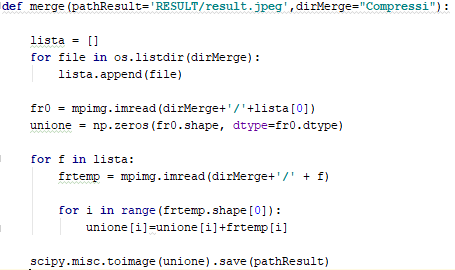 def merge(pathResult='RESULT/result.jpeg',dirMerge="Compressi"):
lista = []
for file in os.listdir(dirMerge):
lista.append(file)
fr0 = mpimg.imread(dirMerge+'/'+lista[0])
unione = np.zeros(fr0.shape, dtype=fr0.dtype)
for f in lista:
frtemp = mpimg.imread(dirMerge+'/' + f)
for i in range(frtemp.shape[0]):
unione[i]=unione[i]+frtemp[i]
scipy.misc.toimage(unione).save(pathResult)